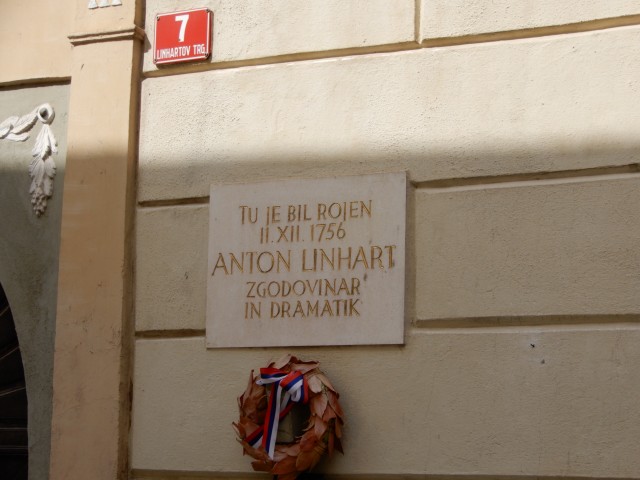 7
LINHARTOV TRG
TU JE BIL ROJEN
11.XII.1756
ANTON LINHART
ZGODOVINAR
IN DRAMATIK